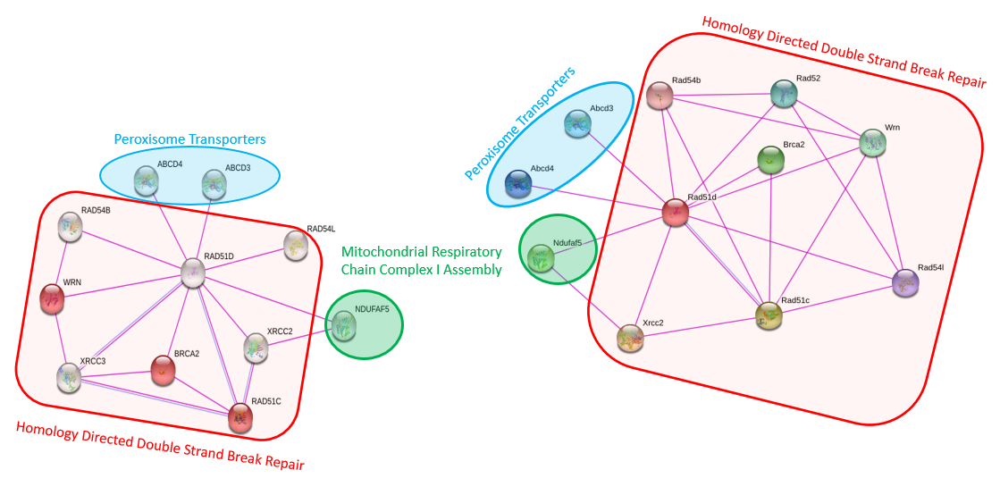 Peroxisome Transporters
ABCD4
ABCD3
RAD54B
RAD54L
RAD51D
WRN
NDUFAF5
XRCC2
XRCC3
BRCA2
RAD51C
Homology Directed Double Strand Break Repair
Mitochondrial Respiratory
Chain Complex I Assembly
Homology Directed Double Strand Break Repair
Peroxisome Transporters
Rad54b
Rad52
Abcd3
Wrn
Brca2
Abcd4
Rad51d
Ndufaf5
Rad54l
Rad51c
Xrcc2